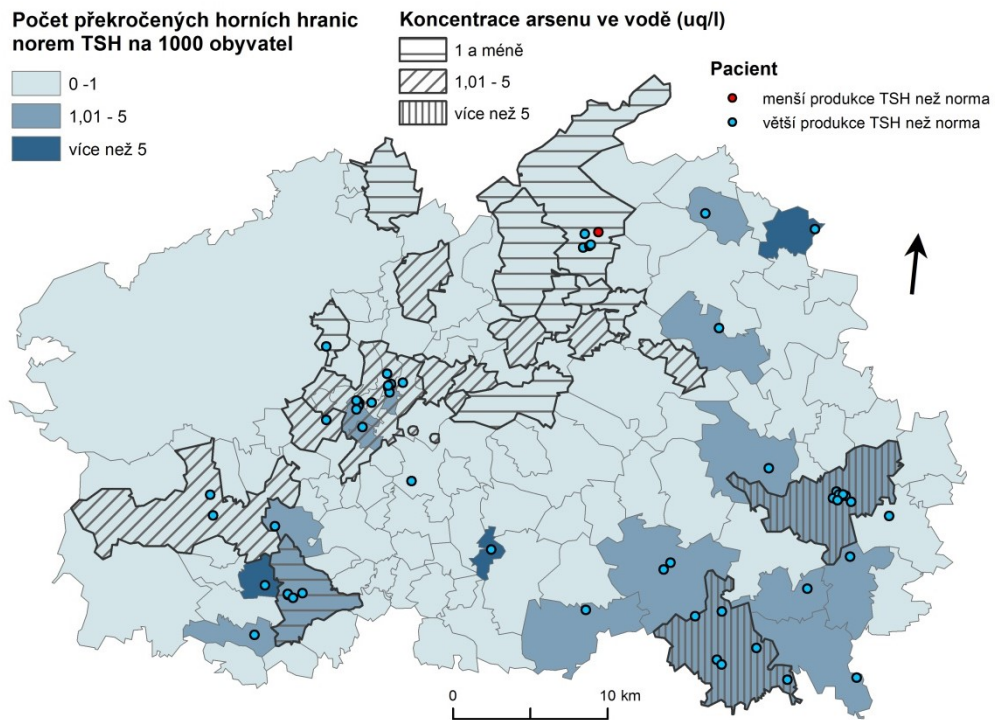 Počet překročených horních hranic
norem TSH na 1000 obyvatel
0 -1
1,01 - 5
více než 5
Koncentrace arsenu ve vodě (uq/l)
1 a méně
1,01 - 5
více než 5
Pacient
menší produkce TSH než norma
větší produkce TSH než norma
0 10 km